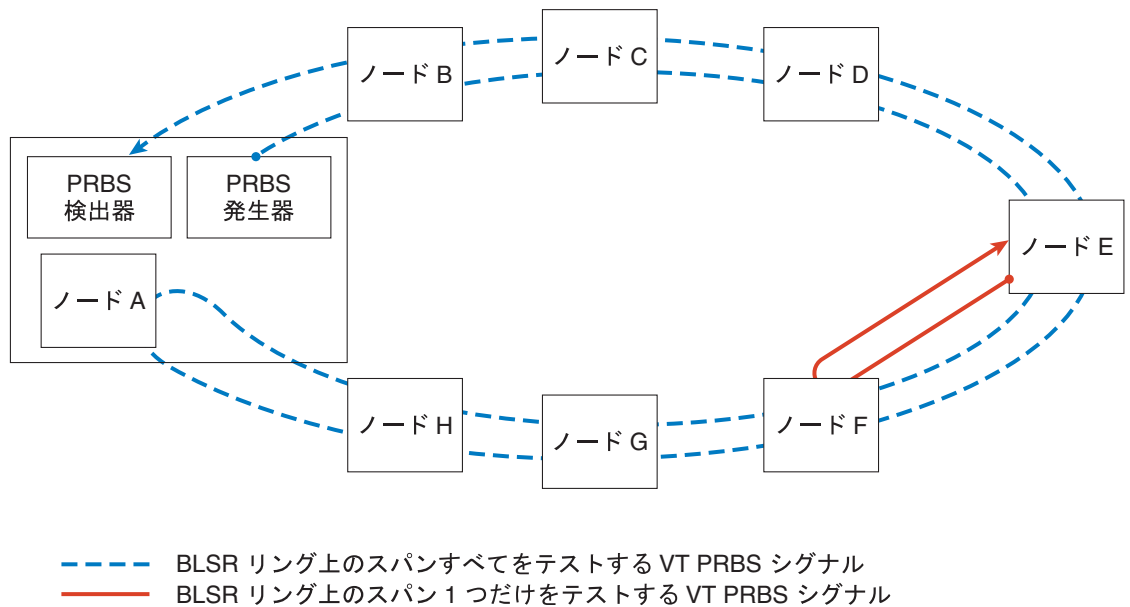 ノード B
ノード C
ノード D
PRBS
検出器
PRBS
発生器
ノード A
ノード E
ノード H
ノード G
ノード F
BLSR リング上のスパンすべてをテストする VT PRBS シグナル
BLSR リング上のスパン 1 つだけをテストする VT PRBS シグナル